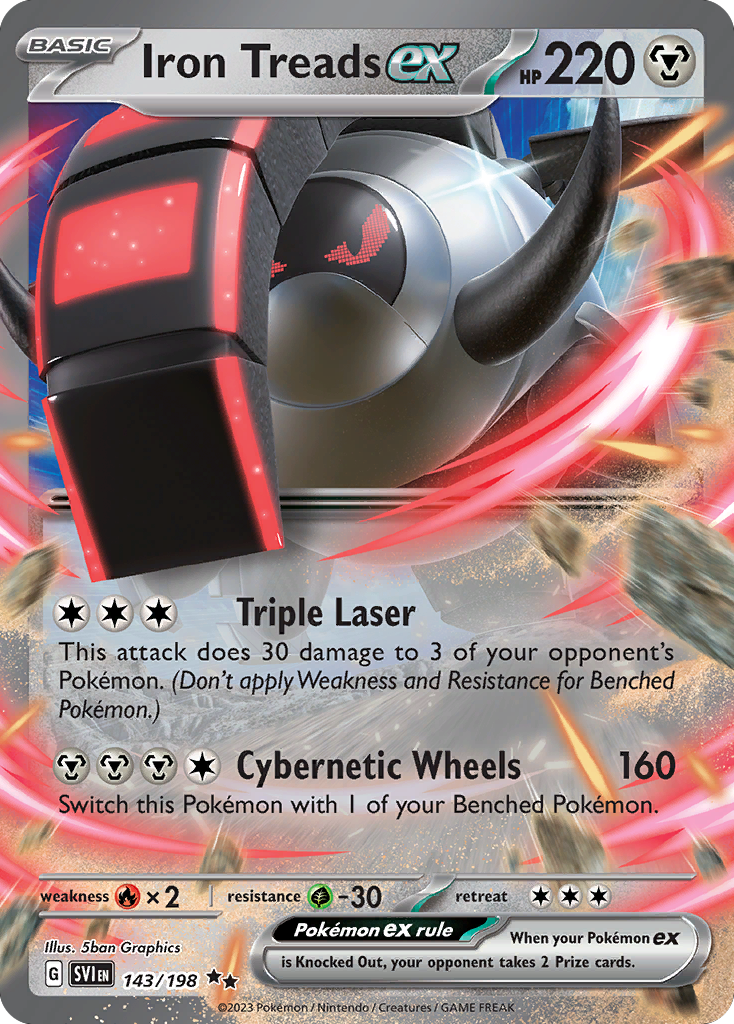 BASIC
Iron Treads ex HP 220
Triple Laser
This attack does 30 damage to 3 of your opponent's
Pokémon. (Don't apply Weakness and Resistance for Benched
Pokémon.)
Cybernetic Wheels 160
Switch this Pokémon with 1 of your Benched Pokémon.
weakness ×2 resistance -30 retreat
Illus. 5ban Graphics
Pokémon ex rule When your Pokémon ex
is Knocked Out, your opponent takes 2 Prize cards.
G SVI EN 143/198
©2023 Pokémon / Nintendo / Creatures / GAME FREAK